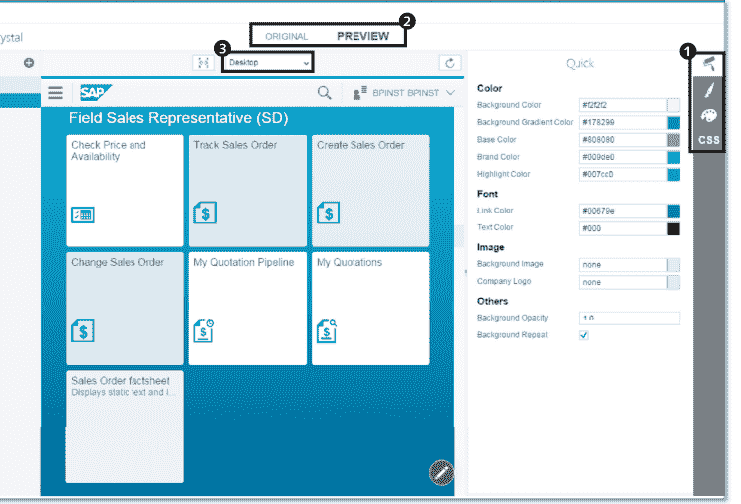 ystal
ORIGINAL PREVIEW
2
3
Desktop
Quick
1
SAP
BPINST BPINST
Field Sales Representative (SD)
Check Price and
Availability
Track Sales Order
Create Sales Order
Change Sales Order
My Quotation Pipeline
My Quotations
Sales Order factsheet
Displays static text and I...
Color
Background Color #f2f2f2
Background Gradient Color #178299
Base Color #808080
Brand Color #009de0
Highlight Color #007cc0
Font
Link Color #00679e
Text Color #000
Image
Background Image none
Company Logo none
Others
Background Opacity 1.0
Background Repeat
CSS